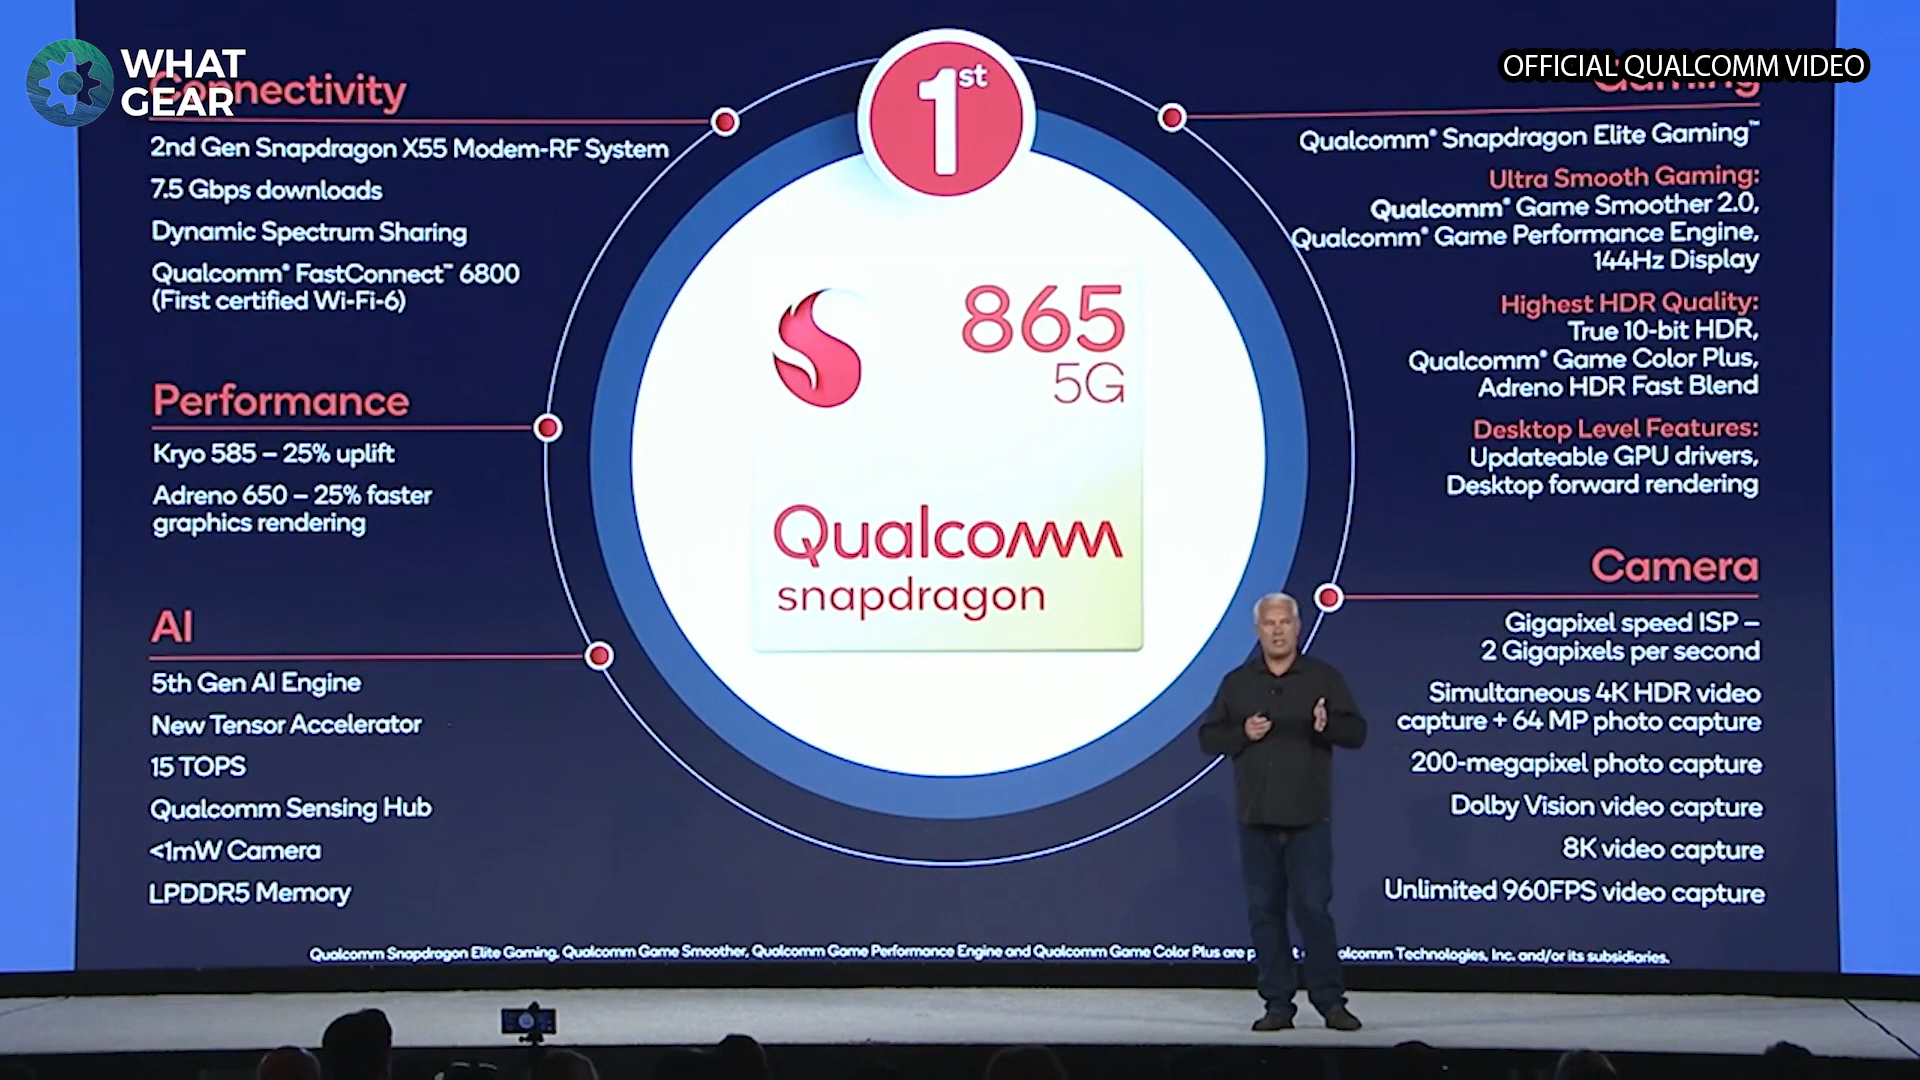 WHAT
GEAR
OFFICIAL QUALCOMM VIDEO
Connectivity
2nd Gen Snapdragon X55 Modem-RF System
7.5 Gbps downloads
Dynamic Spectrum Sharing
Qualcomm® FastConnect™ 6800
(First certified Wi-Fi-6)
Performance
Kryo 585 – 25% uplift
Adreno 650 – 25% faster
graphics rendering
AI
5th Gen AI Engine
New Tensor Accelerator
15 TOPS
Qualcomm Sensing Hub
<1mW Camera
LPDDR5 Memory
1st
865
5G
Qualcomm
snapdragon
Gaming
Qualcomm® Snapdragon Elite Gaming™
Ultra Smooth Gaming:
Qualcomm® Game Smoother 2.0,
Qualcomm® Game Performance Engine,
144Hz Display
Highest HDR Quality:
True 10-bit HDR,
Qualcomm® Game Color Plus,
Adreno HDR Fast Blend
Desktop Level Features:
Updateable GPU drivers,
Desktop forward rendering
Camera
Gigapixel speed ISP –
2 Gigapixels per second
Simultaneous 4K HDR video
capture + 64 MP photo capture
200-megapixel photo capture
Dolby Vision video capture
8K video capture
Unlimited 960FPS video capture
Qualcomm Snapdragon Elite Gaming, Qualcomm Game Smoother, Qualcomm Game Performance Engine and Qualcomm Game Color Plus are Technologies, Inc. and/or its subsidiaries.